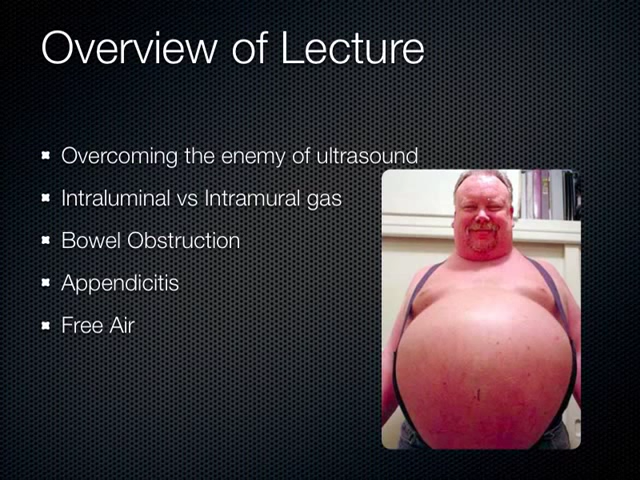 Overview of Lecture
Overcoming the enemy of ultrasound
Intraluminal vs Intramural gas
Bowel Obstruction
Appendicitis
Free Air